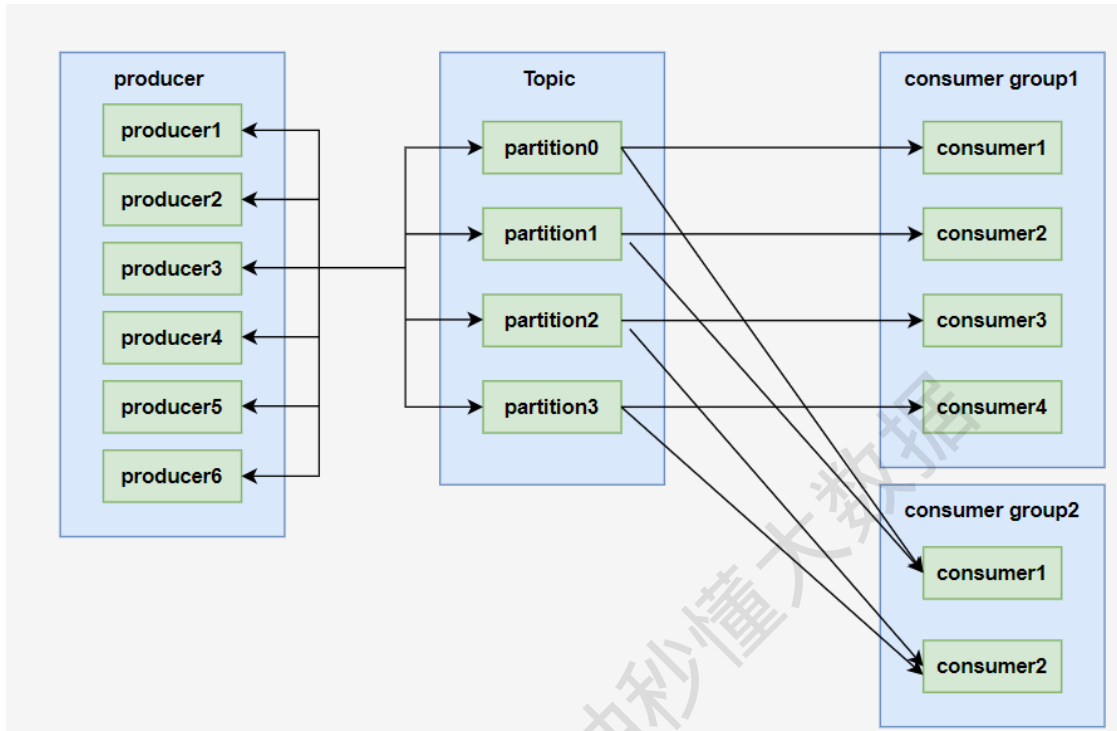 producer
producer1
producer2
producer3
producer4
producer5
producer6
Topic
partition0
partition1
partition2
partition3
consumer group1
consumer1
consumer2
consumer3
consumer4
consumer group2
consumer1
consumer2
秒懂大数据